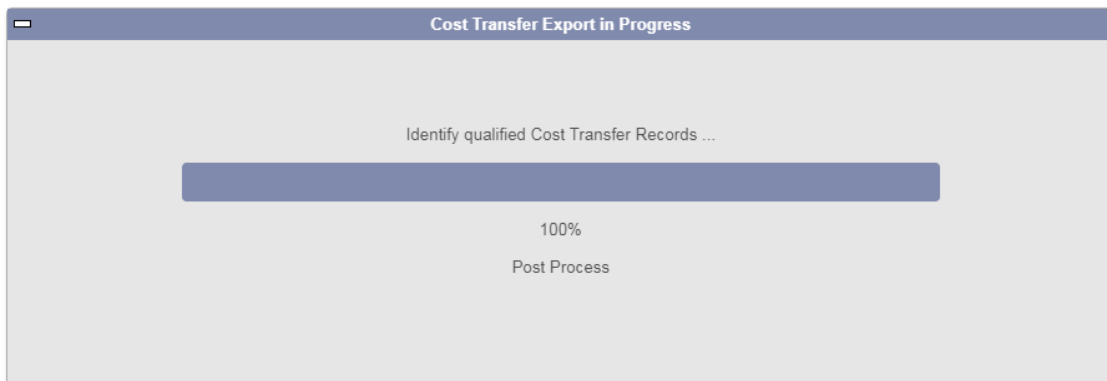 Cost Transfer Export in Progress
Identify qualified Cost Transfer Records ...
100%
Post Process